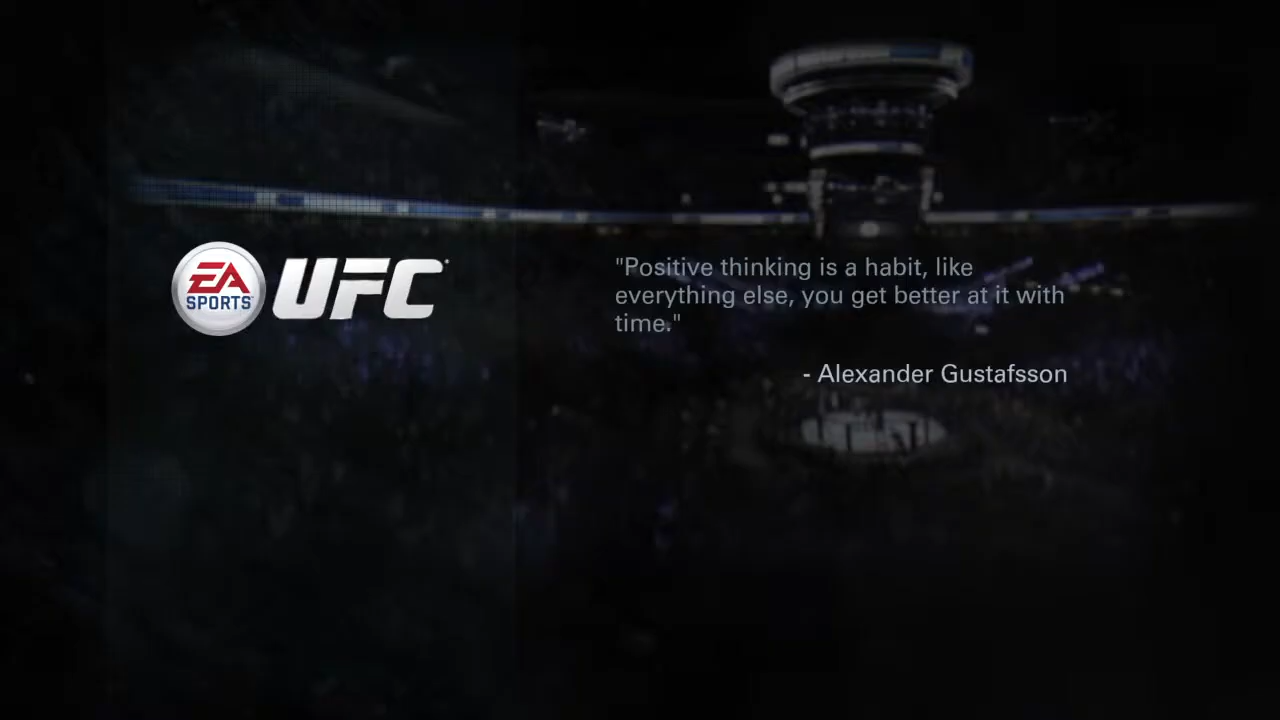 EA
SPORTS
UFC
"Positive thinking is a habit, like
everything else, you get better at it with
time."
- Alexander Gustafsson